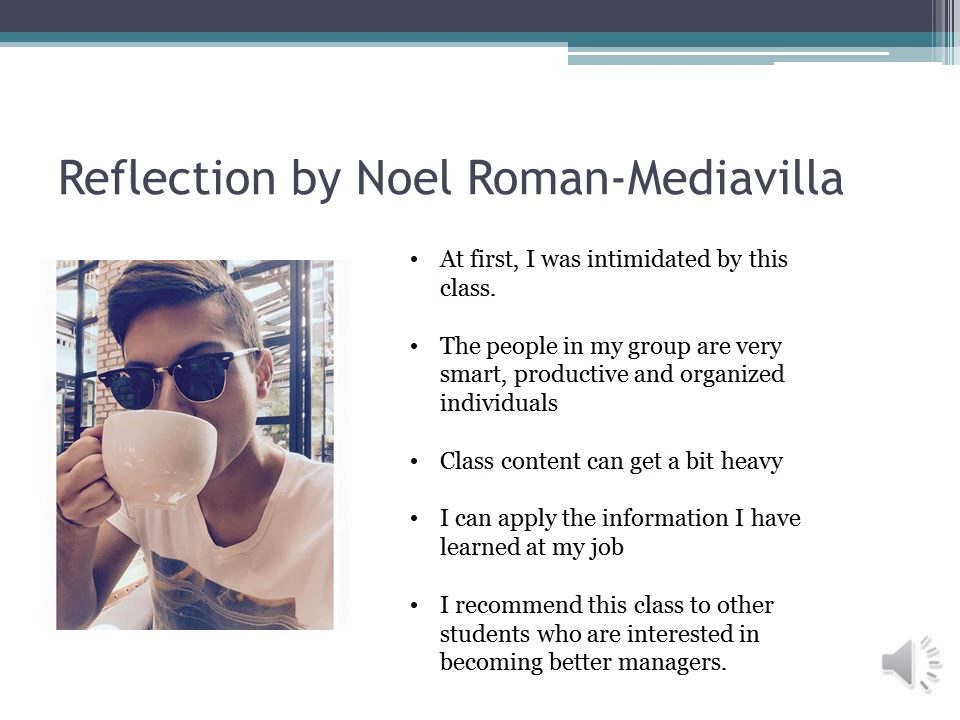 Reflection by Noel Roman-Mediavilla
• At first, I was intimidated by this
class.
• The people in my group are very
smart, productive and organized
individuals
• Class content can get a bit heavy
• I can apply the information I have
learned at my job
• I recommend this class to other
students who are interested in
becoming better managers.